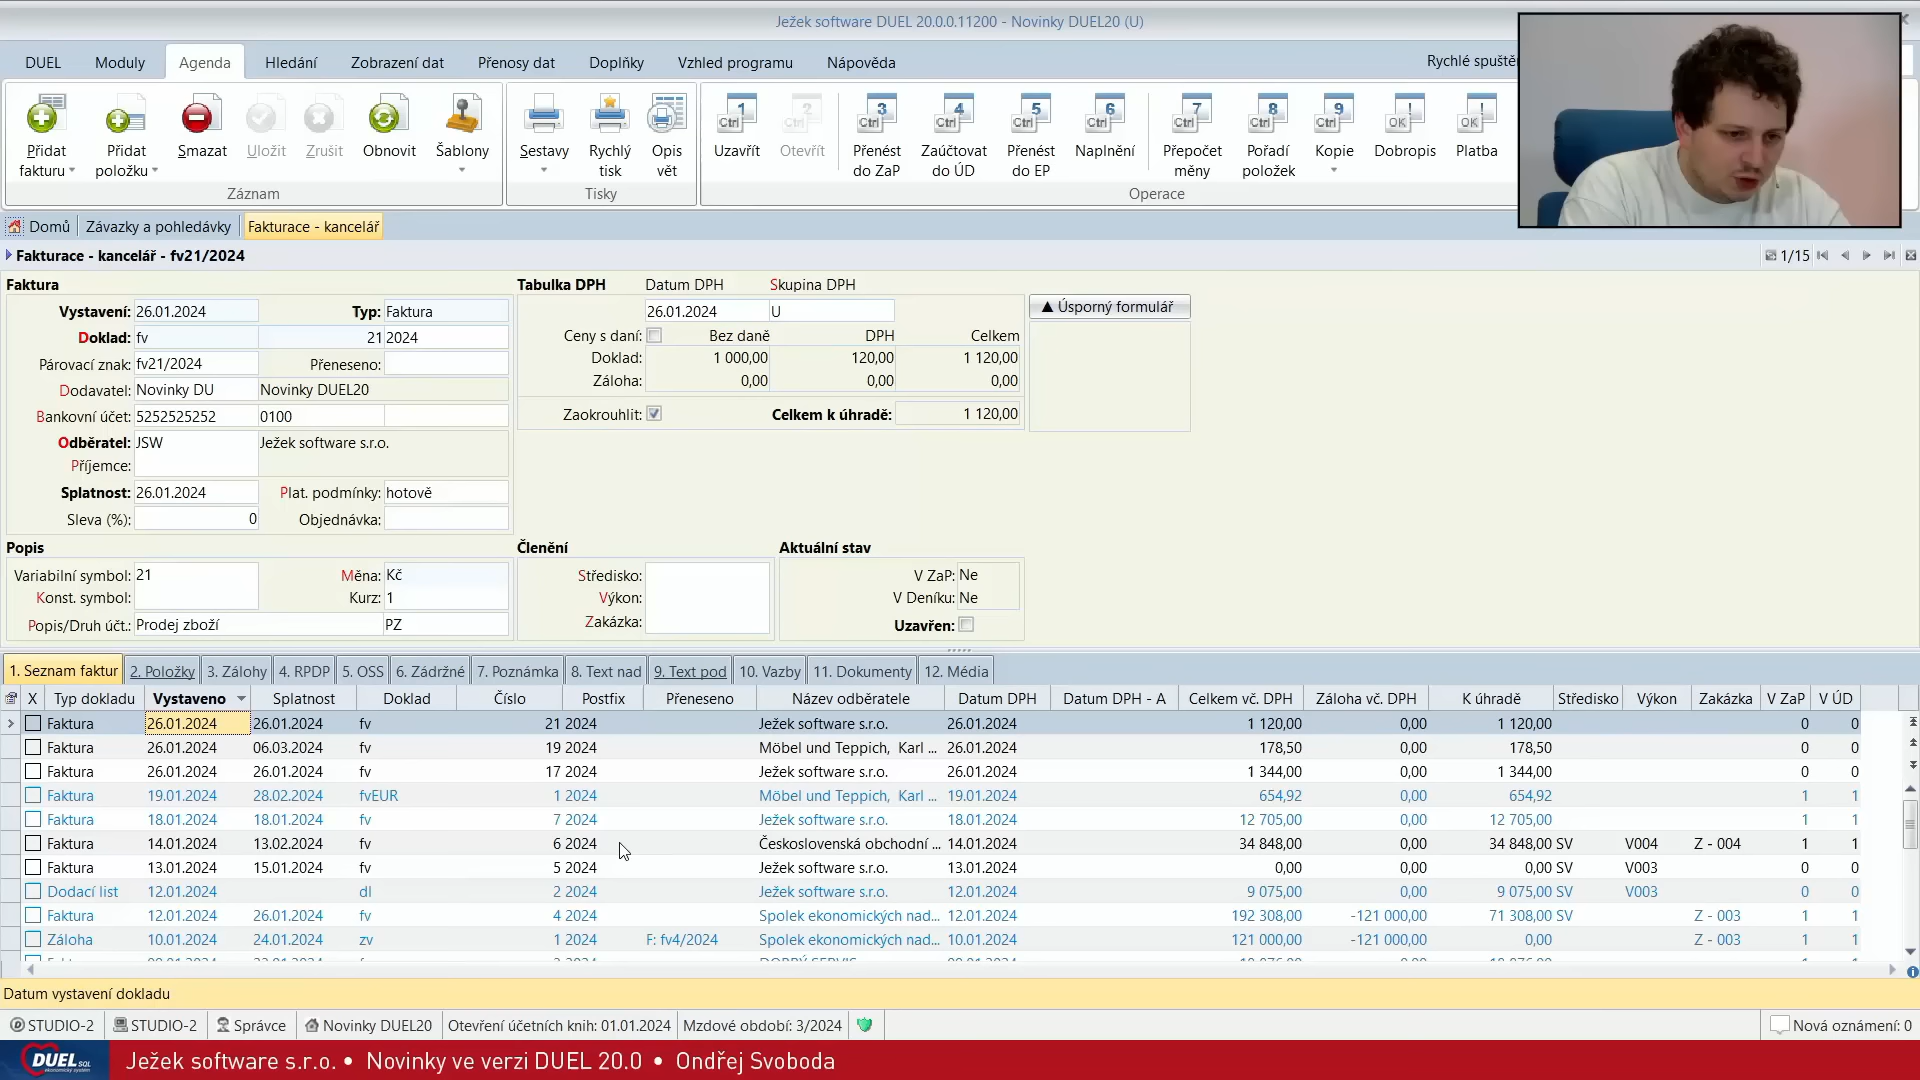 Ježek software DUEL 20.0.0.11200 - Novinky DUEL20 (U)
DUEL Moduly Agenda Hledání Zobrazení dat Přenosy dat Doplňky Vzhled programu Nápověda Rychlé spuště
1 Ctrl 2 Ctrl 3 Ctrl 4 Ctrl 5 Ctrl 6 Ctrl 7 Ctrl 8 Ctrl 9 Ctrl ! OK ! OK
Přidat fakturu Přidat položku Smazat Uložit Zrušit Obnovit Šablony Sestavy Rychlý tisk Opis vět Uzavřít Otevřít Přenést do ZaP Zaúčtovat do ÚD Přenést do EP Naplnění Přepočet měny Pořadí položek Kopie Dobropis Platba
Záznam Tisky Operace
Domů Závazky a pohledávky Fakturace - kancelář
Fakturace - kancelář - fv21/2024 1/15
Faktura Tabulka DPH Datum DPH Skupina DPH
Vystavení: 26.01.2024 Typ: Faktura 26.01.2024 U ▲ Úsporný formulář
Doklad: fv 21 2024 Ceny s daní: Bez daně DPH Celkem
Párovací znak: fv21/2024 Přeneseno: Doklad: 1 000,00 120,00 1 120,00
Dodavatel: Novinky DU Novinky DUEL20 Záloha: 0,00 0,00 0,00
Bankovní účet: 5252525252 0100 Zaokrouhlit: Celkem k úhradě: 1 120,00
Odběratel: JSW Ježek software s.r.o.
Příjemce:
Splatnost: 26.01.2024 Plat. podmínky: hotově
Sleva (%): 0 Objednávka:
Popis Členění Aktuální stav
Variabilní symbol: 21 Měna: Kč Středisko: V ZaP: Ne
Konst. symbol: Kurz: 1 Výkon: V Deníku: Ne
Popis/Druh účt.: Prodej zboží PZ Zakázka: Uzavřen:
1. Seznam faktur 2. Položky 3. Zálohy 4. RPDP 5. OSS 6. Zádržné 7. Poznámka 8. Text nad 9. Text pod 10. Vazby 11. Dokumenty 12. Média
X Typ dokladu Vystaveno Splatnost Doklad Číslo Postfix Přeneseno Název odběratele Datum DPH Datum DPH - A Celkem vč. DPH Záloha vč. DPH K úhradě Středisko Výkon Zakázka V ZaP V ÚD
Faktura 26.01.2024 26.01.2024 fv 21 2024 Ježek software s.r.o. 26.01.2024 1 120,00 0,00 1 120,00 0 0
Faktura 26.01.2024 06.03.2024 fv 19 2024 Möbel und Teppich, Karl ... 26.01.2024 178,50 0,00 178,50 0 0
Faktura 26.01.2024 26.01.2024 fv 17 2024 Ježek software s.r.o. 26.01.2024 1 344,00 0,00 1 344,00 0 0
Faktura 19.01.2024 28.02.2024 fvEUR 1 2024 Möbel und Teppich, Karl ... 19.01.2024 654,92 0,00 654,92 1 1
Faktura 18.01.2024 18.01.2024 fv 7 2024 Ježek software s.r.o. 18.01.2024 12 705,00 0,00 12 705,00 1 1
Faktura 14.01.2024 13.02.2024 fv 6 2024 Československá obchodní ... 14.01.2024 34 848,00 0,00 34 848,00 SV V004 Z - 004 1 1
Faktura 13.01.2024 15.01.2024 fv 5 2024 Ježek software s.r.o. 13.01.2024 0,00 0,00 0,00 SV V003 0 0
Dodací list 12.01.2024 dl 2 2024 Ježek software s.r.o. 12.01.2024 9 075,00 0,00 9 075,00 SV V003 0 0
Faktura 12.01.2024 26.01.2024 fv 4 2024 Spolek ekonomických nad... 12.01.2024 192 308,00 -121 000,00 71 308,00 SV Z - 003 1 1
Záloha 10.01.2024 24.01.2024 zv 1 2024 F: fv4/2024 Spolek ekonomických nad... 10.01.2024 121 000,00 -121 000,00 0,00 Z - 003 1 1
Datum vystavení dokladu
STUDIO-2 STUDIO-2 Správce Novinky DUEL20 Otevření účetních knih: 01.01.2024 Mzdové období: 3/2024 Nová oznámení: 0
DUEL SQL Ježek software s.r.o. • Novinky ve verzi DUEL 20.0 • Ondřej Svoboda